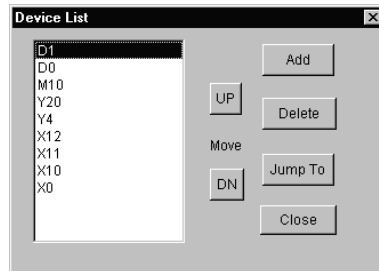 Device List
D1
D0
M10
Y20
Y4
X12
X11
X10
X0
UP
Move
DN
Add
Delete
Jump To
Close